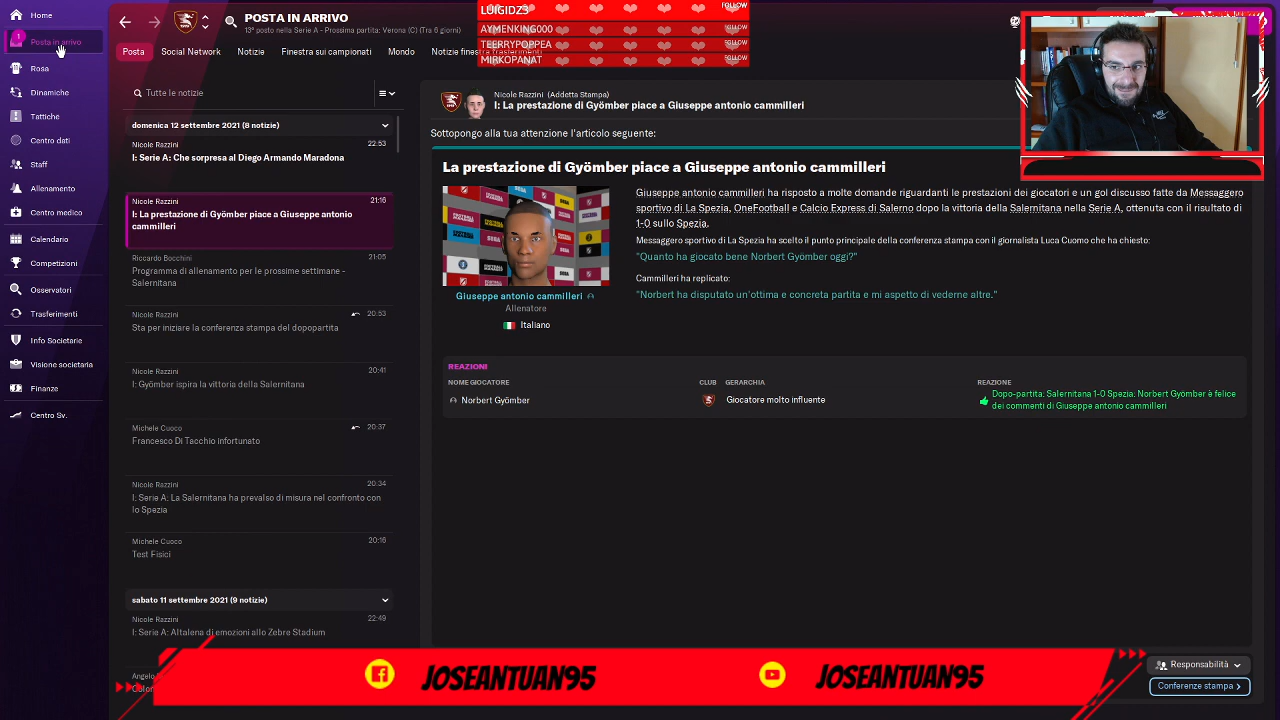 Home
1
Posta in arrivo
Rosa
Dinamiche
Tattiche
Centro dati
Staff
Allenamento
Centro medico
Calendario
Competizioni
Osservatori
Trasferimenti
Info Societarie
Visione societaria
Finanze
Centro Sv.
POSTA IN ARRIVO
13° posto nella Serie A - Prossima partita: Verona (C) (Tra 6 giorni)
LUIGIDZ3 FOLLOW
AYMENKING000 FOLLOW
TEERRYPOPPEA FOLLOW
MIRKOPANAT FOLLOW
Posta Social Network Notizie Finestra sui campionati Mondo Notizie finestra trasferimenti
Tutte le notizie
domenica 12 settembre 2021 (8 notizie)
Nicole Razzini 22:53
I: Serie A: Che sorpresa al Diego Armando Maradona
Nicole Razzini 21:16
I: La prestazione di Gyömber piace a Giuseppe antonio
cammilleri
Riccardo Bocchini 21:05
Programma di allenamento per le prossime settimane -
Salernitana
Nicole Razzini 20:53
Sta per iniziare la conferenza stampa del dopopartita
Nicole Razzini 20:41
I: Gyömber ispira la vittoria della Salernitana
Michele Cuoco 20:37
Francesco Di Tacchio infortunato
Nicole Razzini 20:34
I: Serie A: La Salernitana ha prevalso di misura nel confronto con
lo Spezia
Michele Cuoco 20:16
Test Fisici
sabato 11 settembre 2021 (9 notizie)
Nicole Razzini 22:49
I: Serie A: Altalena di emozioni allo Zebre Stadium
Nicole Razzini (Addetta Stampa)
I: La prestazione di Gyömber piace a Giuseppe antonio cammilleri
Sottopongo alla tua attenzione l'articolo seguente:
La prestazione di Gyömber piace a Giuseppe antonio cammilleri
Giuseppe antonio cammilleri
Allenatore
Italiano
Giuseppe antonio cammilleri ha risposto a molte domande riguardanti le prestazioni dei giocatori e un gol discusso fatte da Messaggero
sportivo di La Spezia, OneFootball e Calcio Express di Salerno dopo la vittoria della Salernitana nella Serie A, ottenuta con il risultato di
1-0 sullo Spezia.
Messaggero sportivo di La Spezia ha scelto il punto principale della conferenza stampa con il giornalista Luca Cuomo che ha chiesto:
"Quanto ha giocato bene Norbert Gyömber oggi?"
Cammilleri ha replicato:
"Norbert ha disputato un'ottima e concreta partita e mi aspetto di vederne altre."
REAZIONI
NOME GIOCATORE CLUB GERARCHIA REAZIONE
Norbert Gyömber Giocatore molto influente Dopo-partita: Salernitana 1-0 Spezia: Norbert Gyömber è felice
dei commenti di Giuseppe antonio cammilleri
Responsabilità
Conferenze stampa
JOSEANTUAN95 JOSEANTUAN95